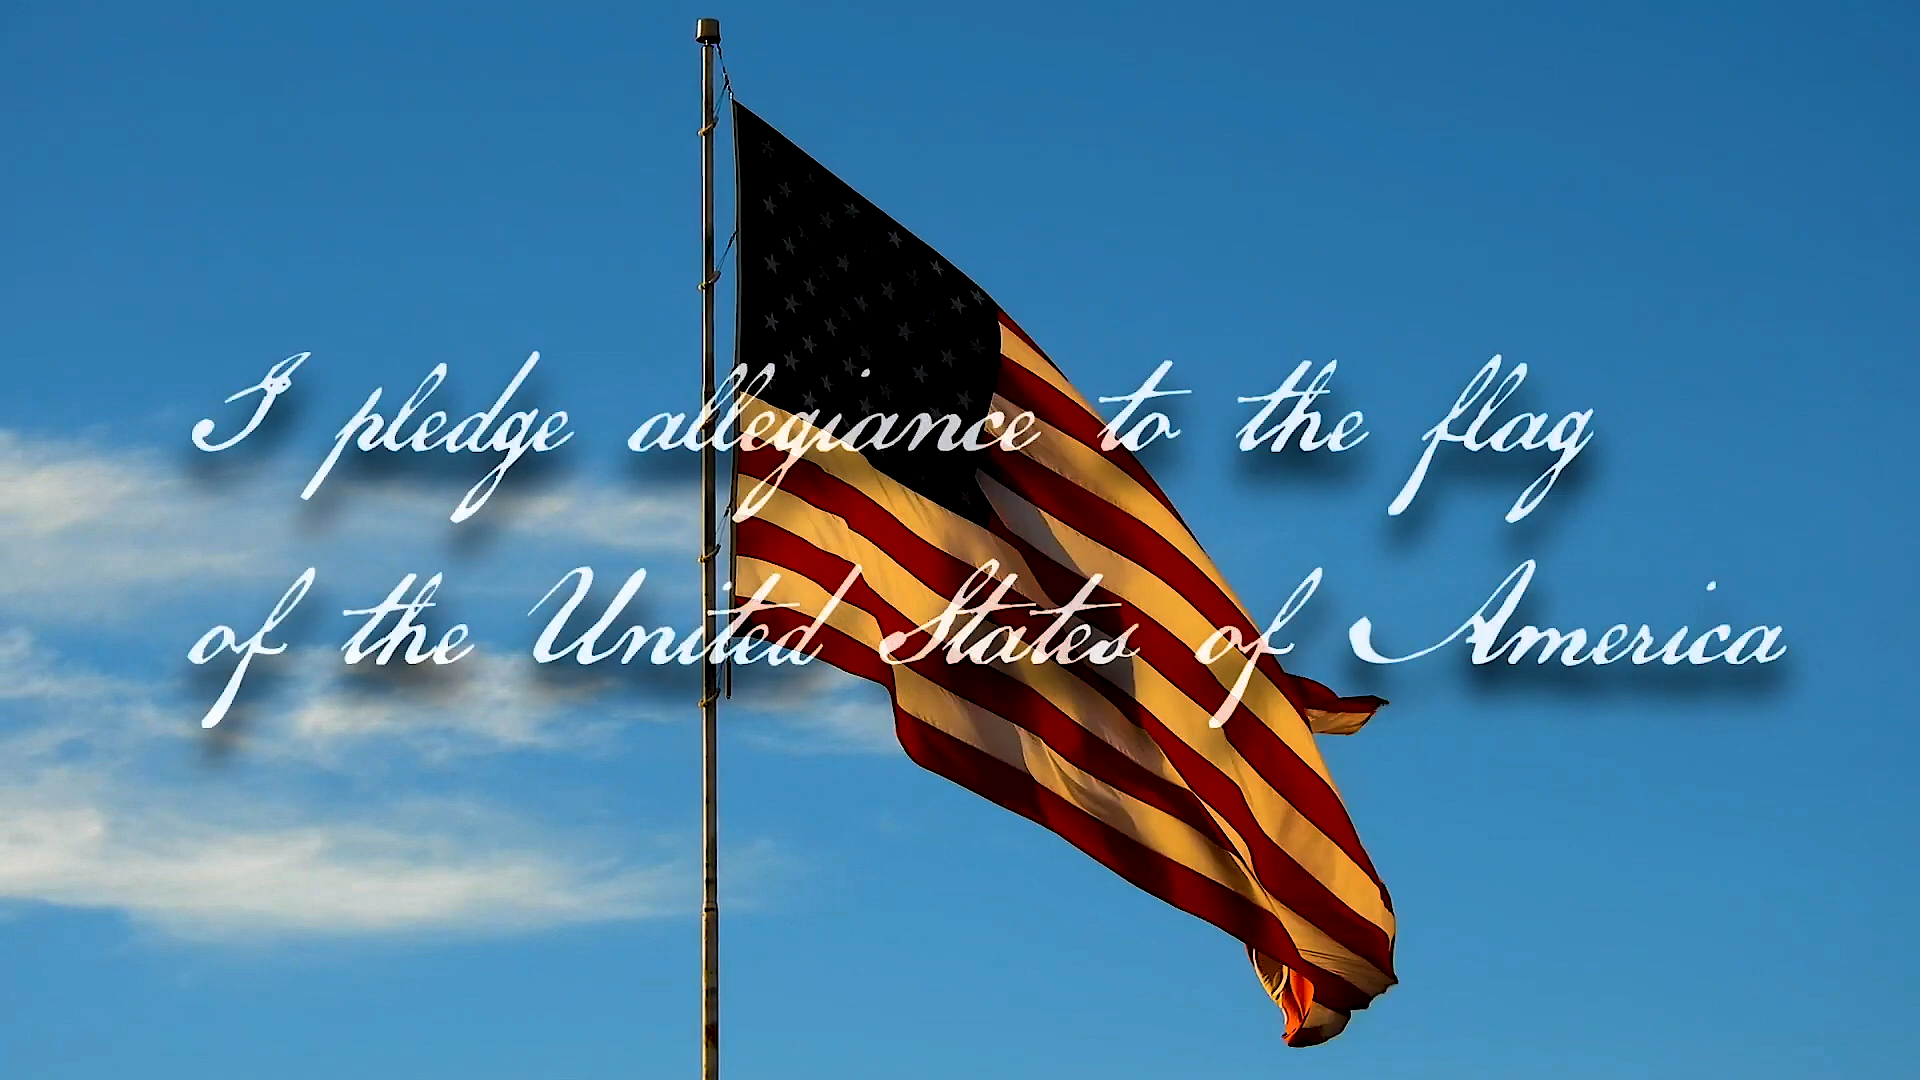 I pledge allegiance to the flag
of the United States of America